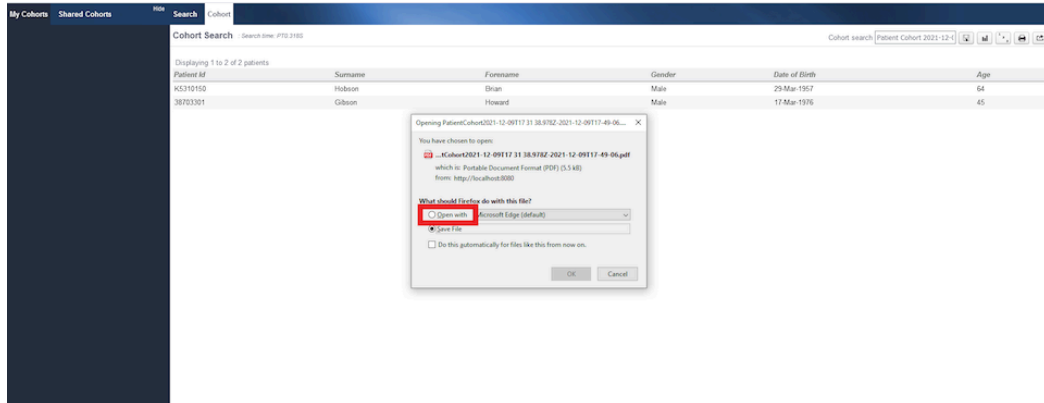 My Cohorts Shared Cohorts Hide Search Cohort
Cohort Search Search time: PT0.318S Cohort search Patient Cohort 2021-12-
Displaying 1 to 2 of 2 patients
Patient Id Surname Forename Gender Date of Birth Age
K5310150 Hobson Brian Male 29-Mar-1957 64
38703301 Gibson Howard Male 17-Mar-1976 45
Opening PatientCohort2021-12-09T17 31 38.978Z-2021-12-09T17-49-06....
You have chosen to open:
...tCohort2021-12-09T17 31 38.978Z-2021-12-09T17-49-06.pdf
which is: Portable Document Format (PDF) (5.5 kB)
from: http://localhost:8080
What should Firefox do with this file?
Open with Microsoft Edge (default)
Save File
Do this automatically for files like this from now on.
OK Cancel